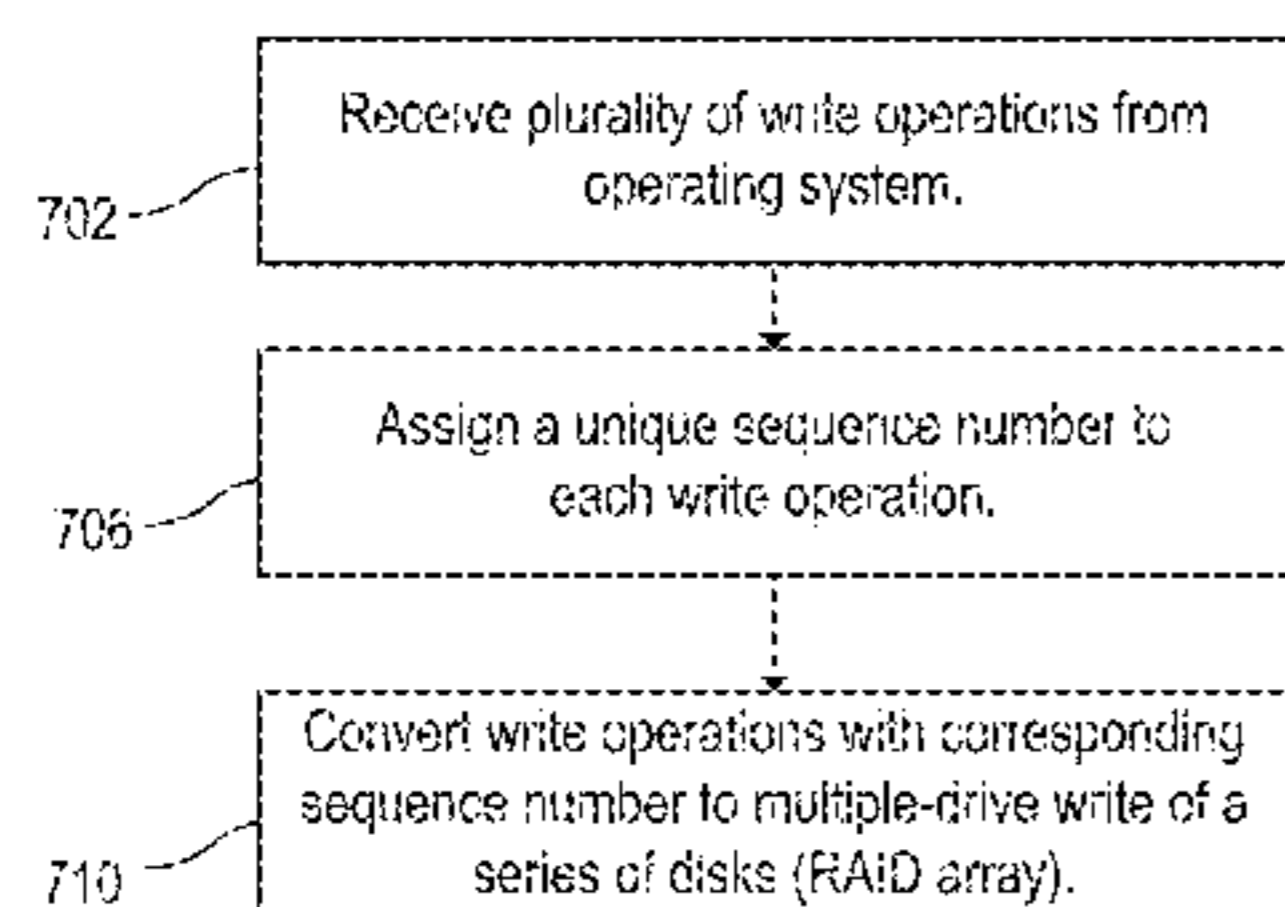 Receive plurality of write operations from
operating system.
702
Assign a unique sequence number to
each write operation.
706
Convert write operations with corresponding
sequence number to multiple-drive write of a
series of disks (RAID array).
710